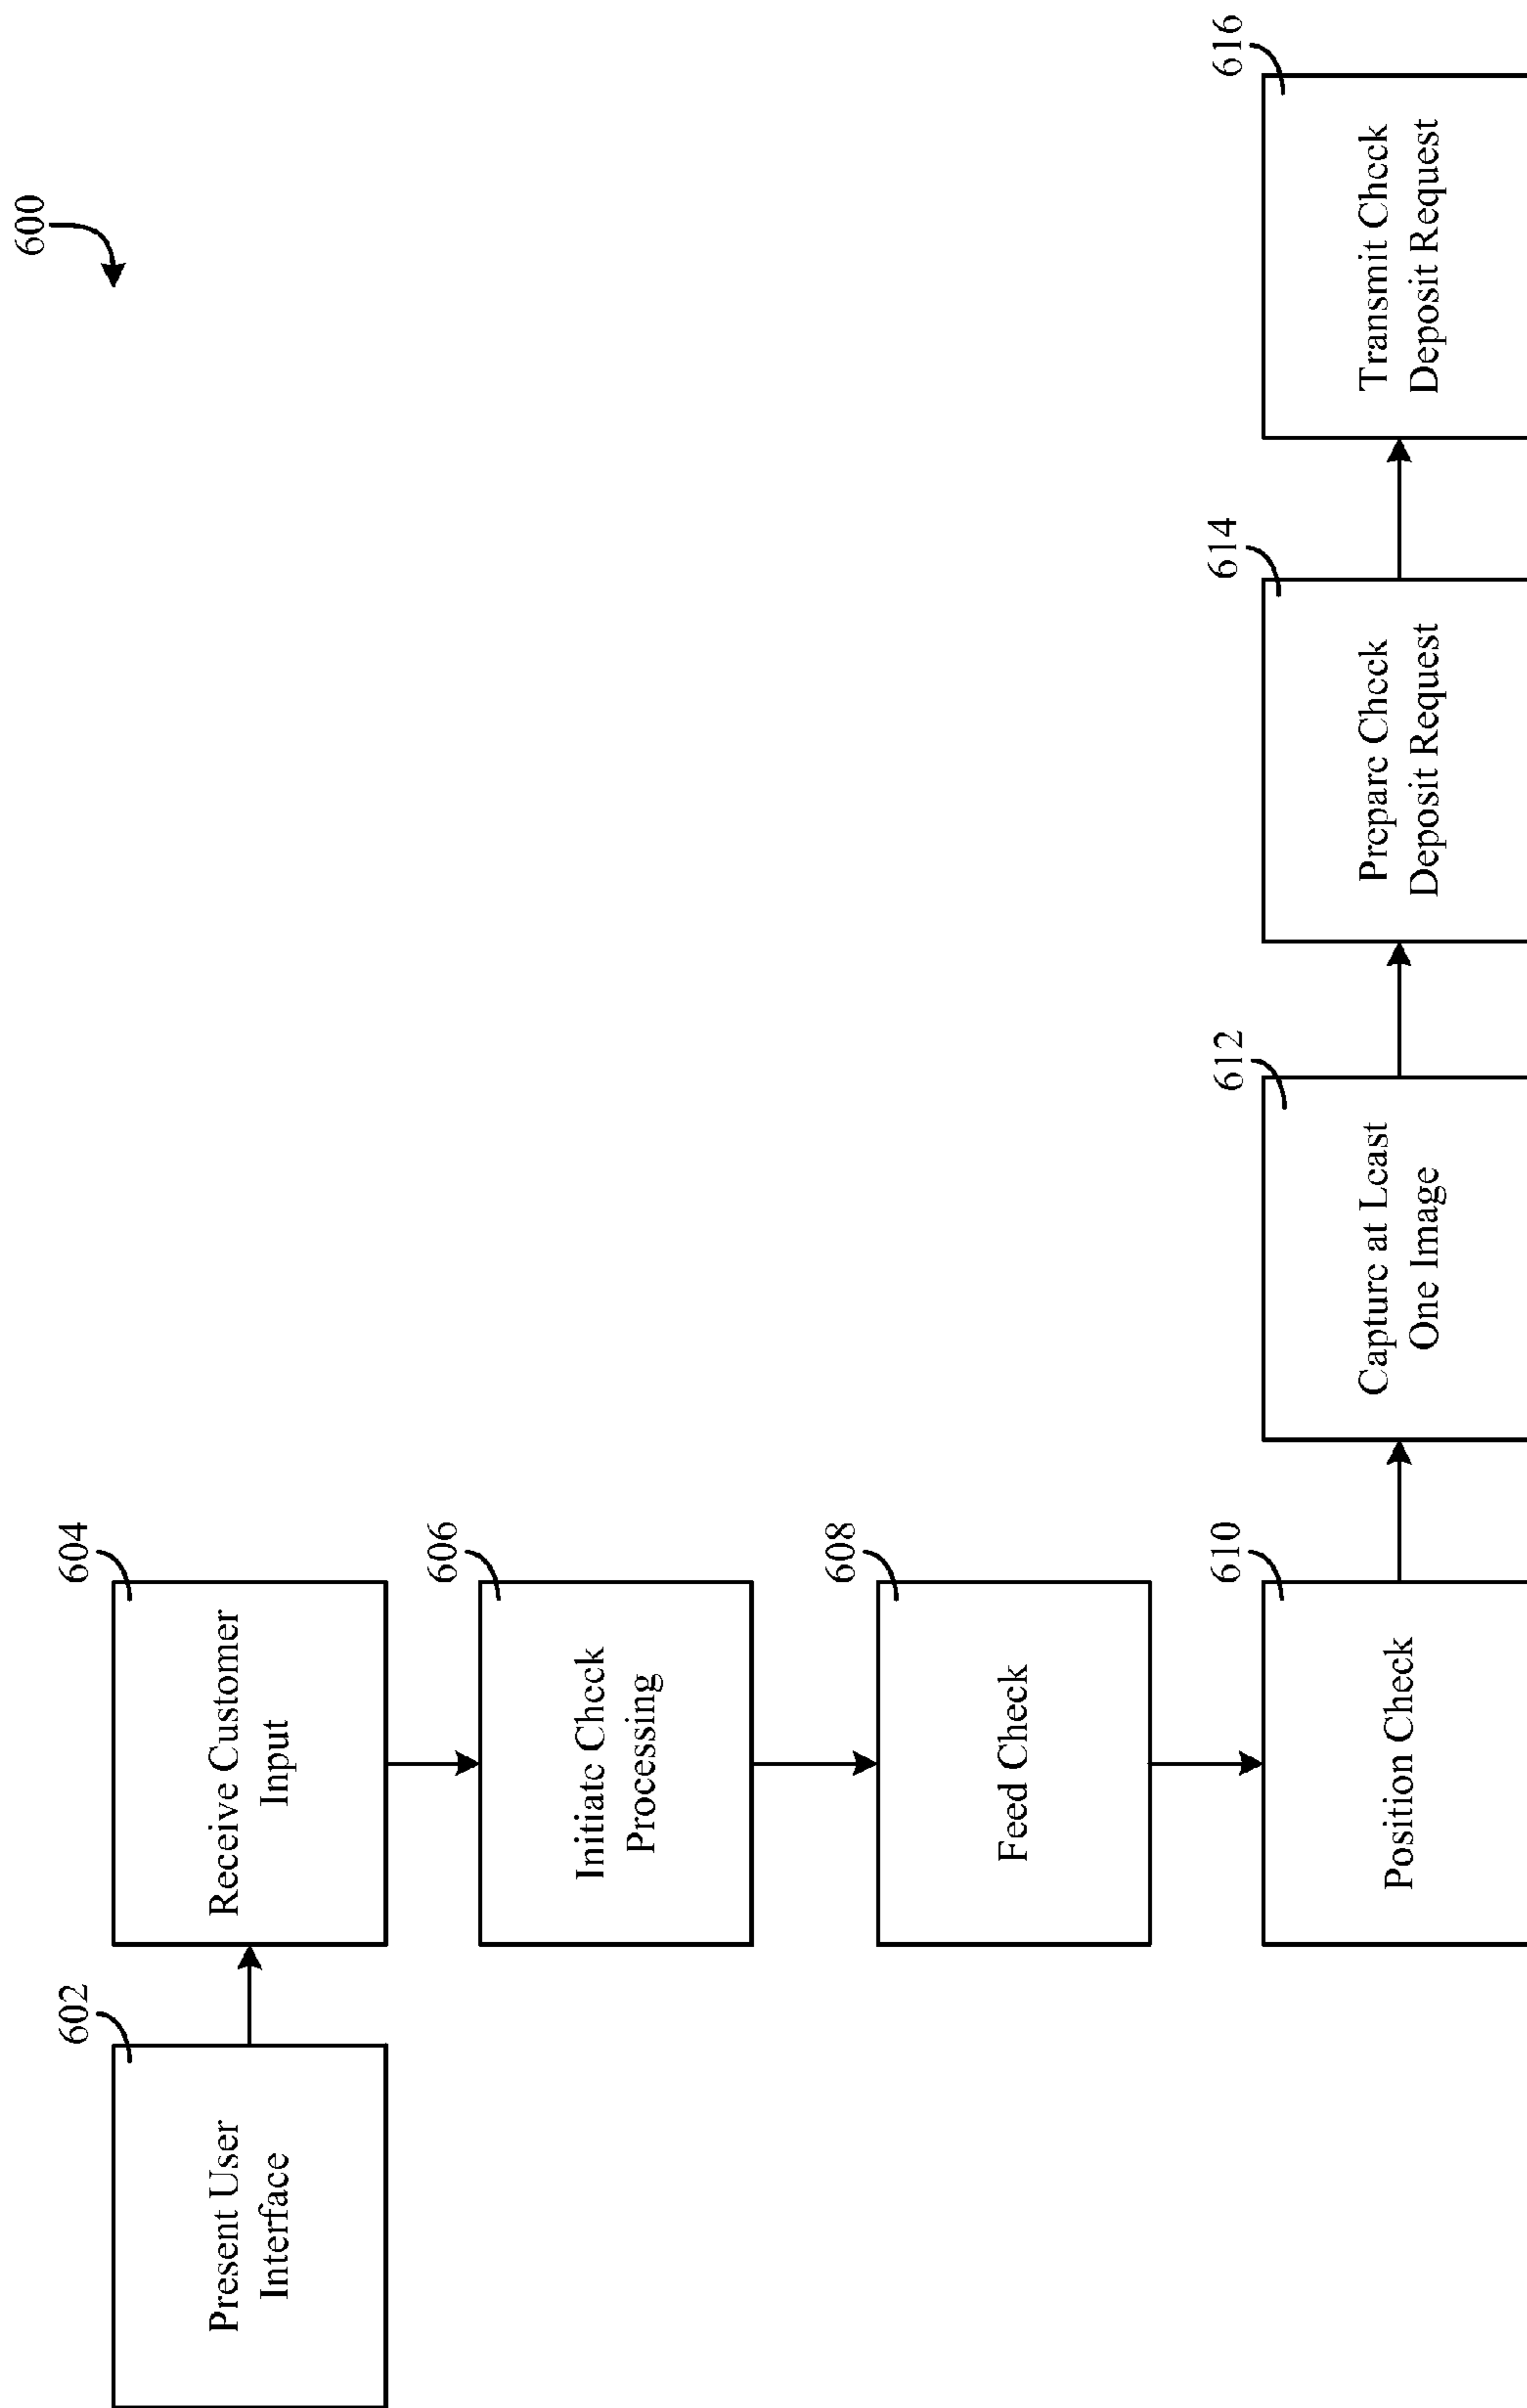 600
602
Present User
Interface
604
Receive Customer
Input
606
Initiate Check
Processing
608
Feed Check
610
Position Check
612
Capture at Least
One Image
614
Prepare Check
Deposit Request
616
Transmit Check
Deposit Request